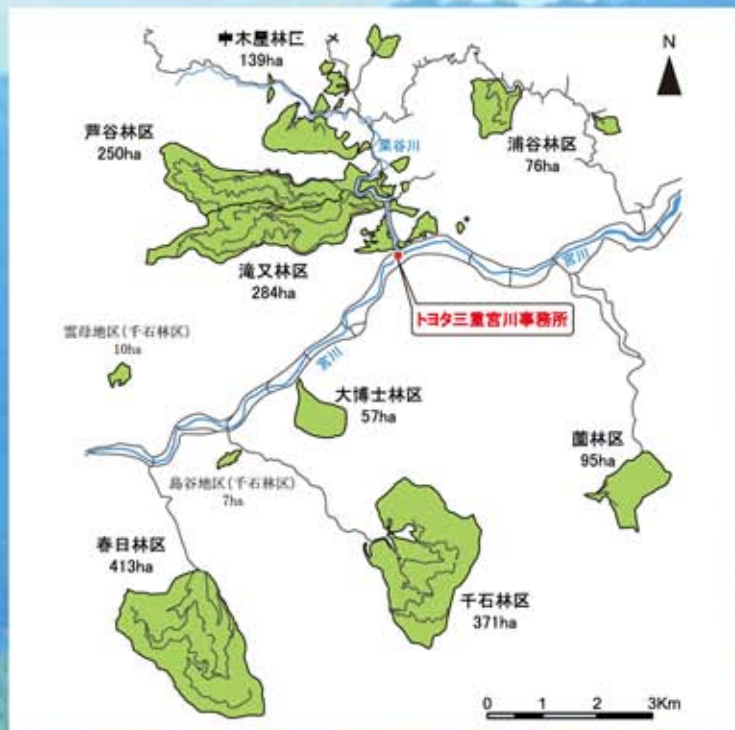 木屋林
139ha
N
芦谷林区
250ha
栗谷川
浦谷林区
76ha
滝又林区
284ha
宮川
トヨタ三重宮川事務所
雲母地区(千石林区)
10ha
宮川
大博士林区
57ha
薗林区
95ha
島谷地区(千石林区)
7ha
春日林区
413ha
千石林区
371ha
0 1 2 3Km